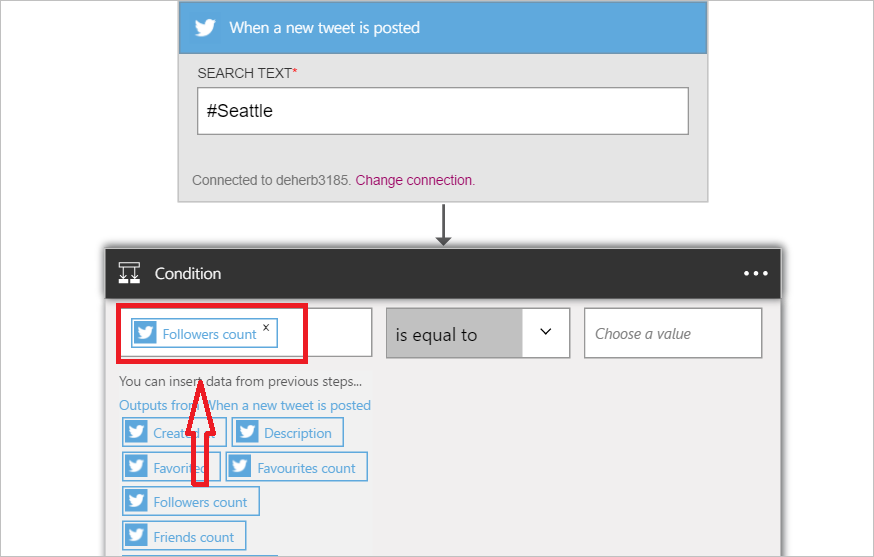 When a new tweet is posted
SEARCH TEXT*
#Seattle
Connected to deherb3185. Change connection.
Condition
Followers count x is equal to Choose a value
You can insert data from previous steps...
Outputs from When a new tweet is posted
Created at Description
Favorited Favourites count
Followers count
Friends count